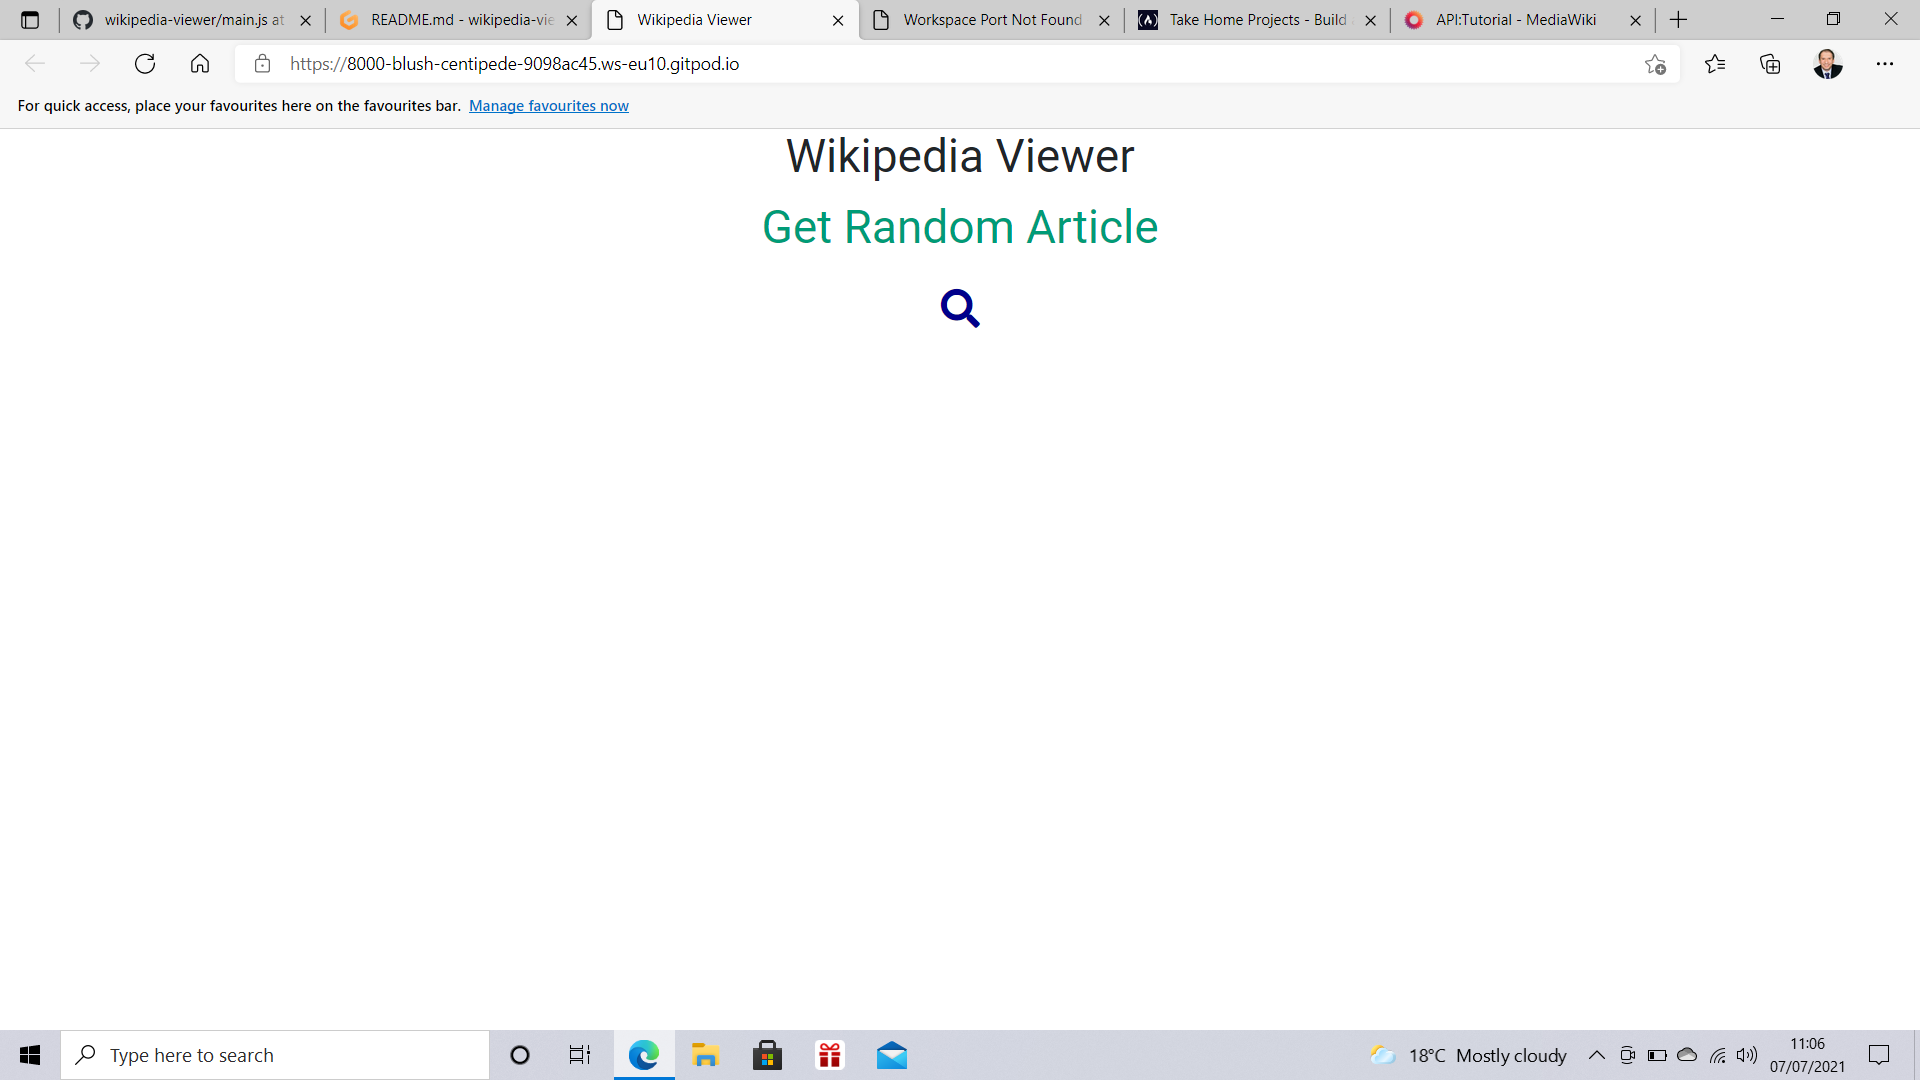 wikipedia-viewer/main.js at
README.md - wikipedia-vie
Wikipedia Viewer
Workspace Port Not Found
Take Home Projects - Build
API:Tutorial - MediaWiki
https://8000-blush-centipede-9098ac45.ws-eu10.gitpod.io
For quick access, place your favourites here on the favourites bar. Manage favourites now
Wikipedia Viewer
Get Random Article
Type here to search
18°C Mostly cloudy
11:06
07/07/2021